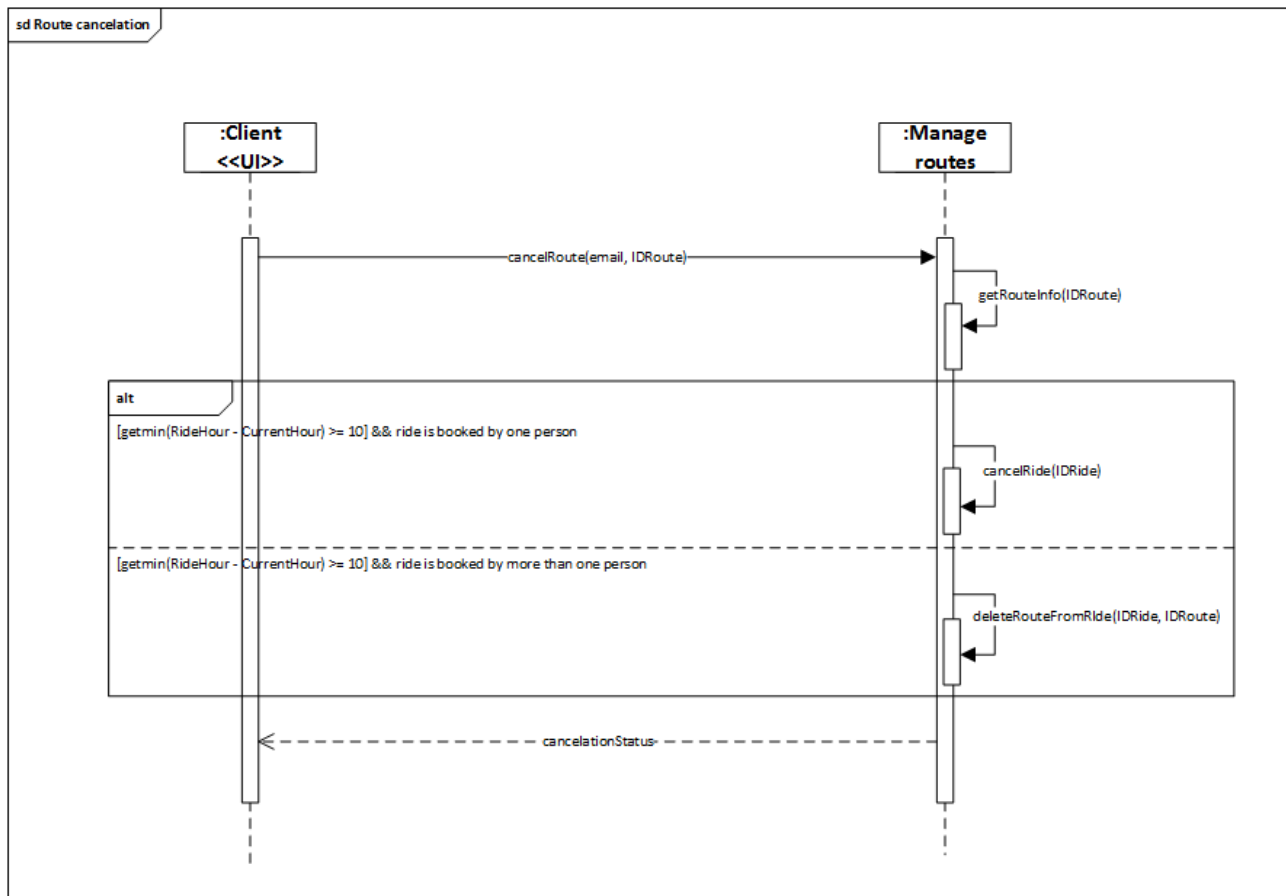 sd Route cancelation
:Client
<<UI>>
:Manage
routes
cancelRoute(email, IDRoute)
getRouteInfo(IDRoute)
alt
[getmin(RideHour - CurrentHour) >= 10] && ride is booked by one person
cancelRide(IDRide)
[getmin(RideHour - CurrentHour) >= 10] && ride is booked by more than one person
deleteRouteFromRIde(IDRide, IDRoute)
cancelationStatus